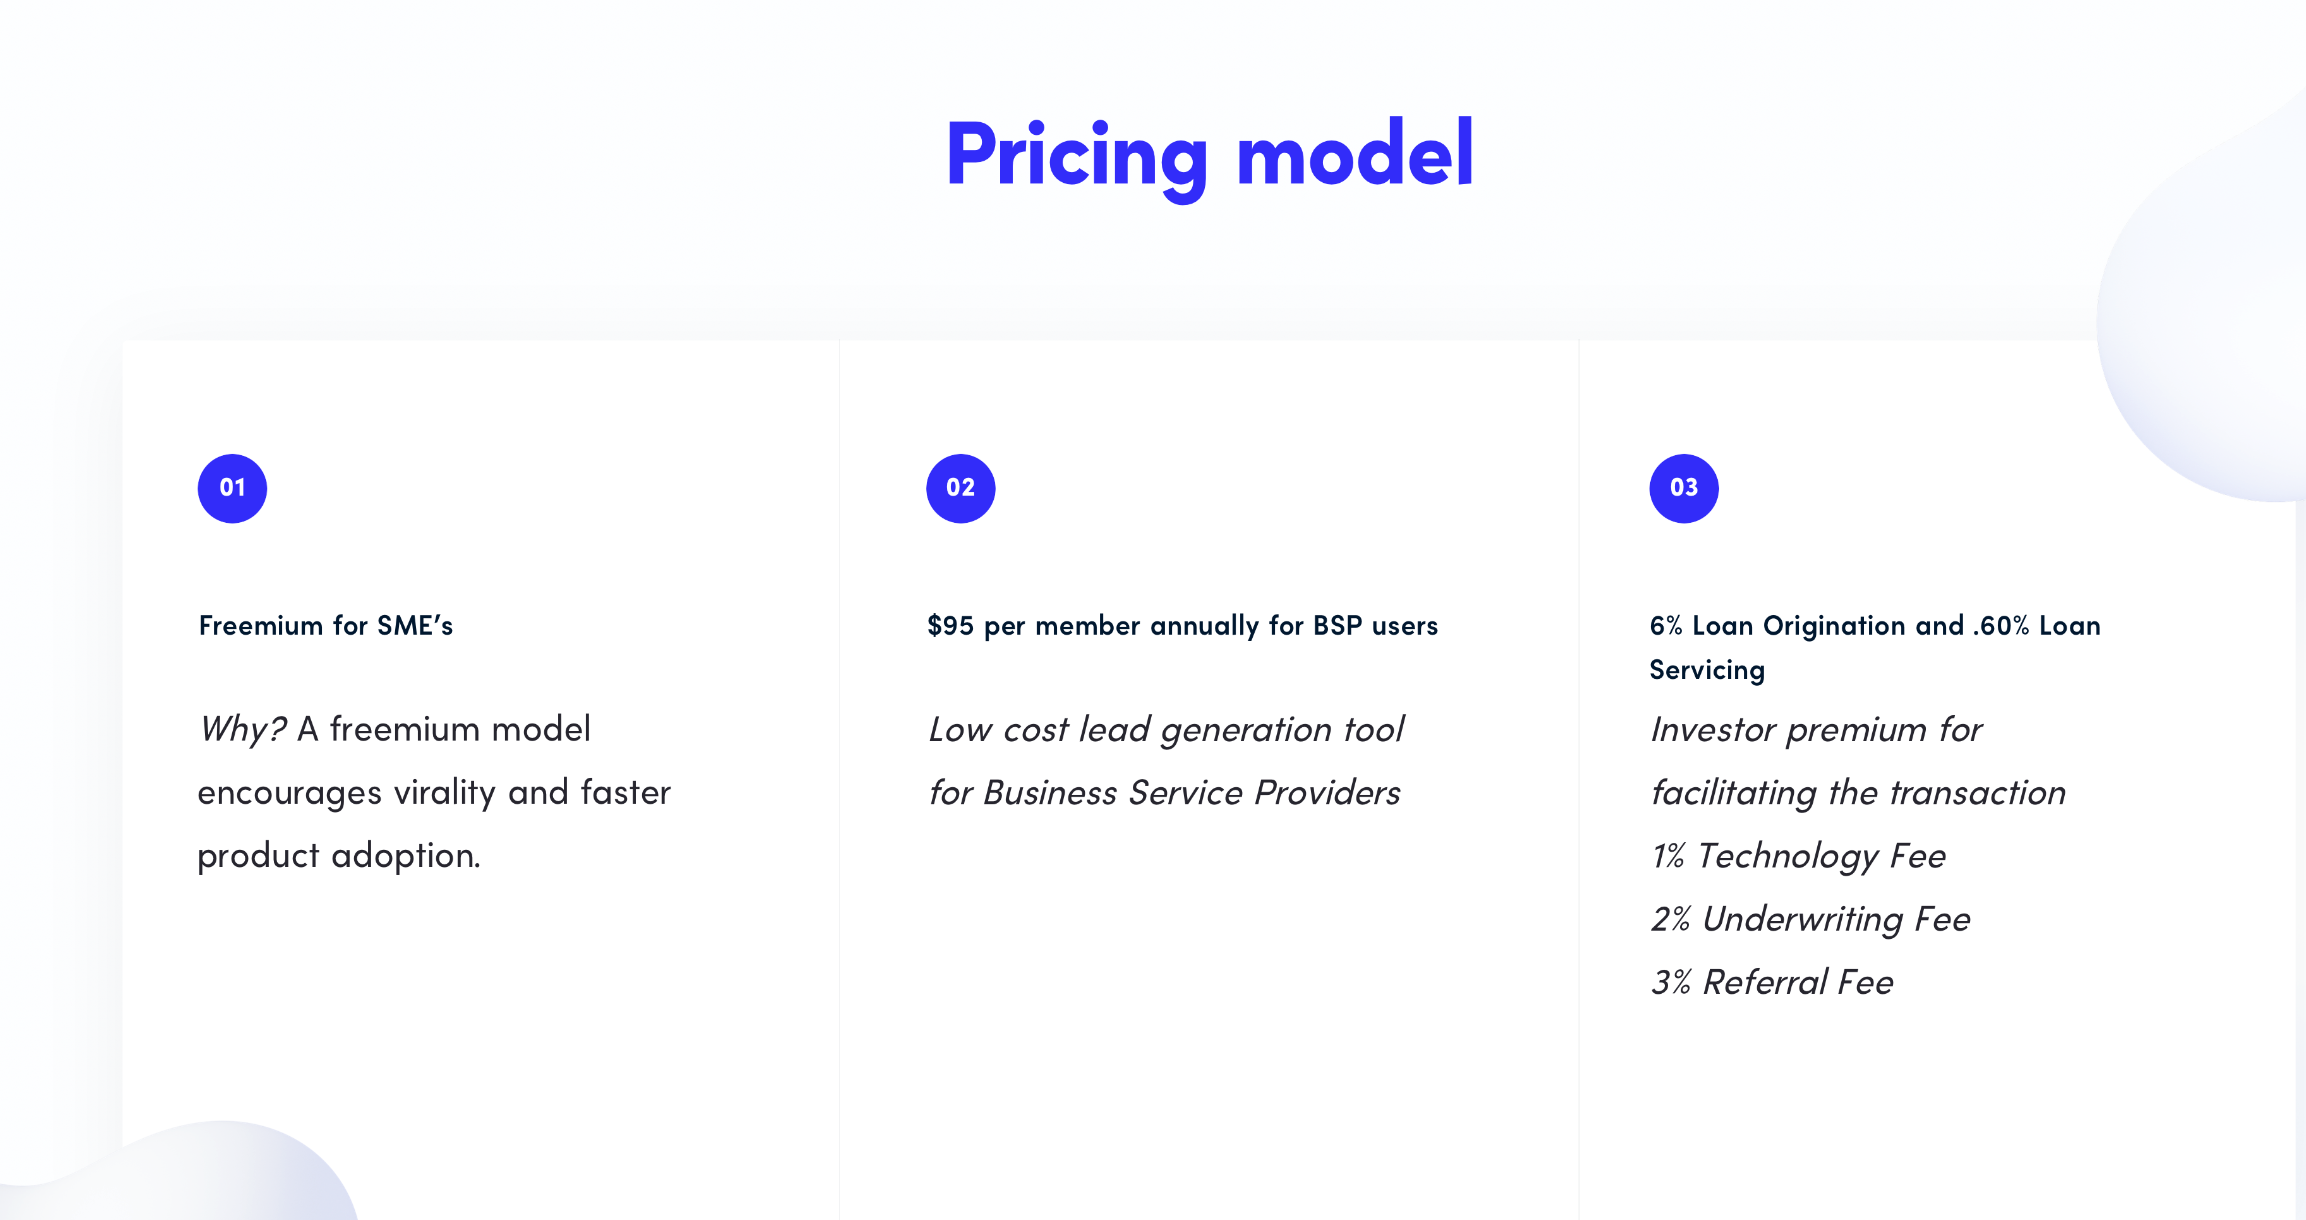 Pricing model
01
Freemium for SME’s
Why? A freemium model
encourages virality and faster
product adoption.
02
$95 per member annually for BSP users
Low cost lead generation tool
for Business Service Providers
03
6% Loan Origination and .60% Loan
Servicing
Investor premium for
facilitating the transaction
1% Technology Fee
2% Underwriting Fee
3% Referral Fee